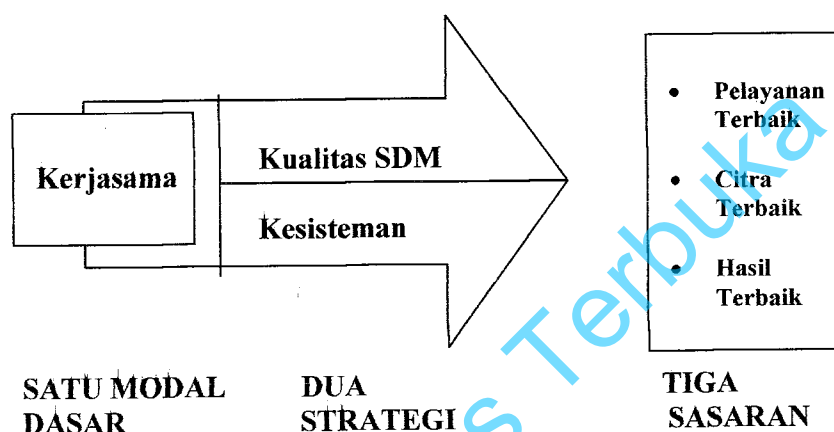 Kerjasama
Kualitas SDM
Kesisteman
• Pelayanan
Terbaik
• Citra
Terbaik
• Hasil
Terbaik
SATU MODAL
DASAR
DUA
STRATEGI
TIGA
SASARAN
s Terbuka